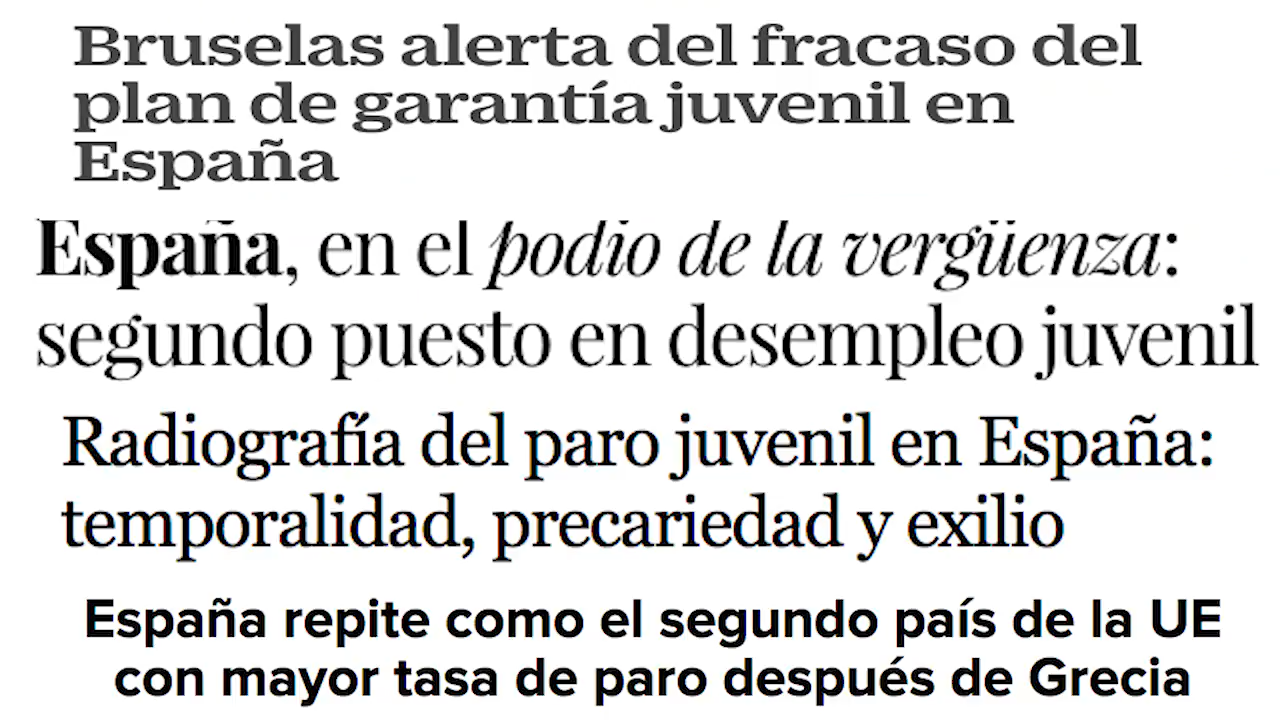 Bruselas alerta del fracaso del
plan de garantía juvenil en
España
España, en el podio de la vergüenza:
segundo puesto en desempleo juvenil
Radiografía del paro juvenil en España:
temporalidad, precariedad y exilio
España repite como el segundo país de la UE
con mayor tasa de paro después de Grecia